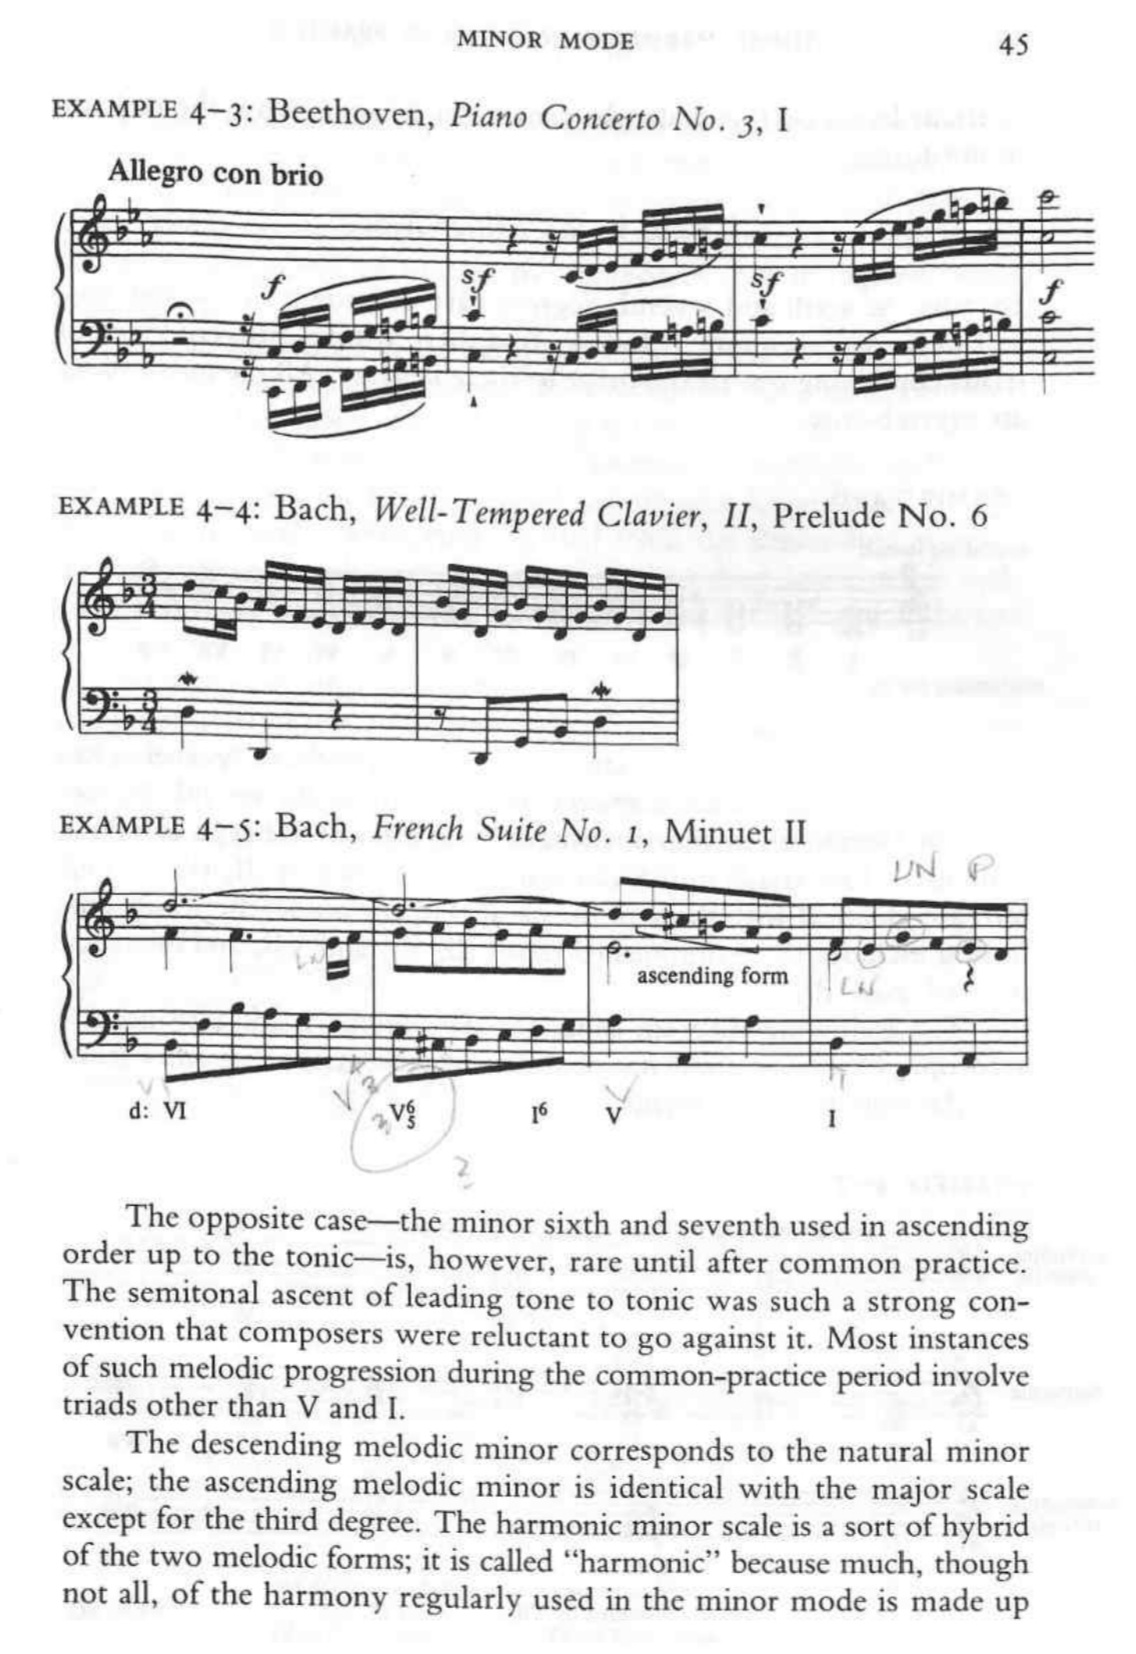 MINOR MODE 45
EXAMPLE 4–3: Beethoven, Piano Concerto No. 3, I
Allegro con brio
f sf sf f
EXAMPLE 4–4: Bach, Well-Tempered Clavier, II, Prelude No. 6
3 4
3 4
EXAMPLE 4–5: Bach, French Suite No. 1, Minuet II
UN P
LN
ascending form
LN
d: VI V6 5 I6 V I
The opposite case—the minor sixth and seventh used in ascending
order up to the tonic—is, however, rare until after common practice.
The semitonal ascent of leading tone to tonic was such a strong con-
vention that composers were reluctant to go against it. Most instances
of such melodic progression during the common-practice period involve
triads other than V and I.
The descending melodic minor corresponds to the natural minor
scale; the ascending melodic minor is identical with the major scale
except for the third degree. The harmonic minor scale is a sort of hybrid
of the two melodic forms; it is called “harmonic” because much, though
not all, of the harmony regularly used in the minor mode is made up